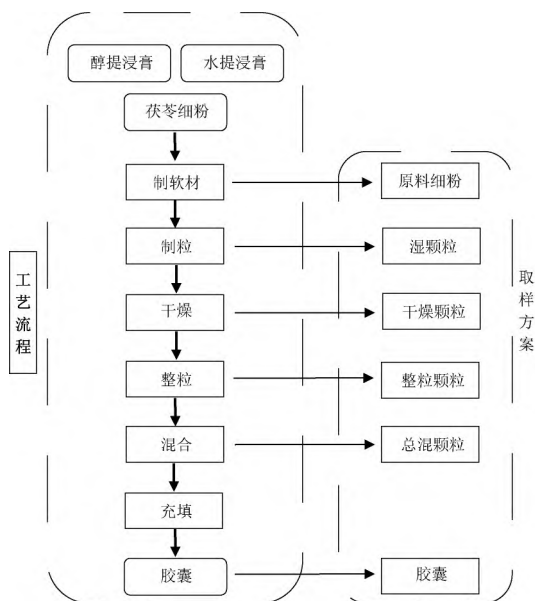 醇提浸膏
水提浸膏
茯苓细粉
制软材
原料细粉
制粒
湿颗粒
工艺流程
取样方案
干燥
干燥颗粒
整粒
整粒颗粒
混合
总混颗粒
充填
胶囊
胶囊